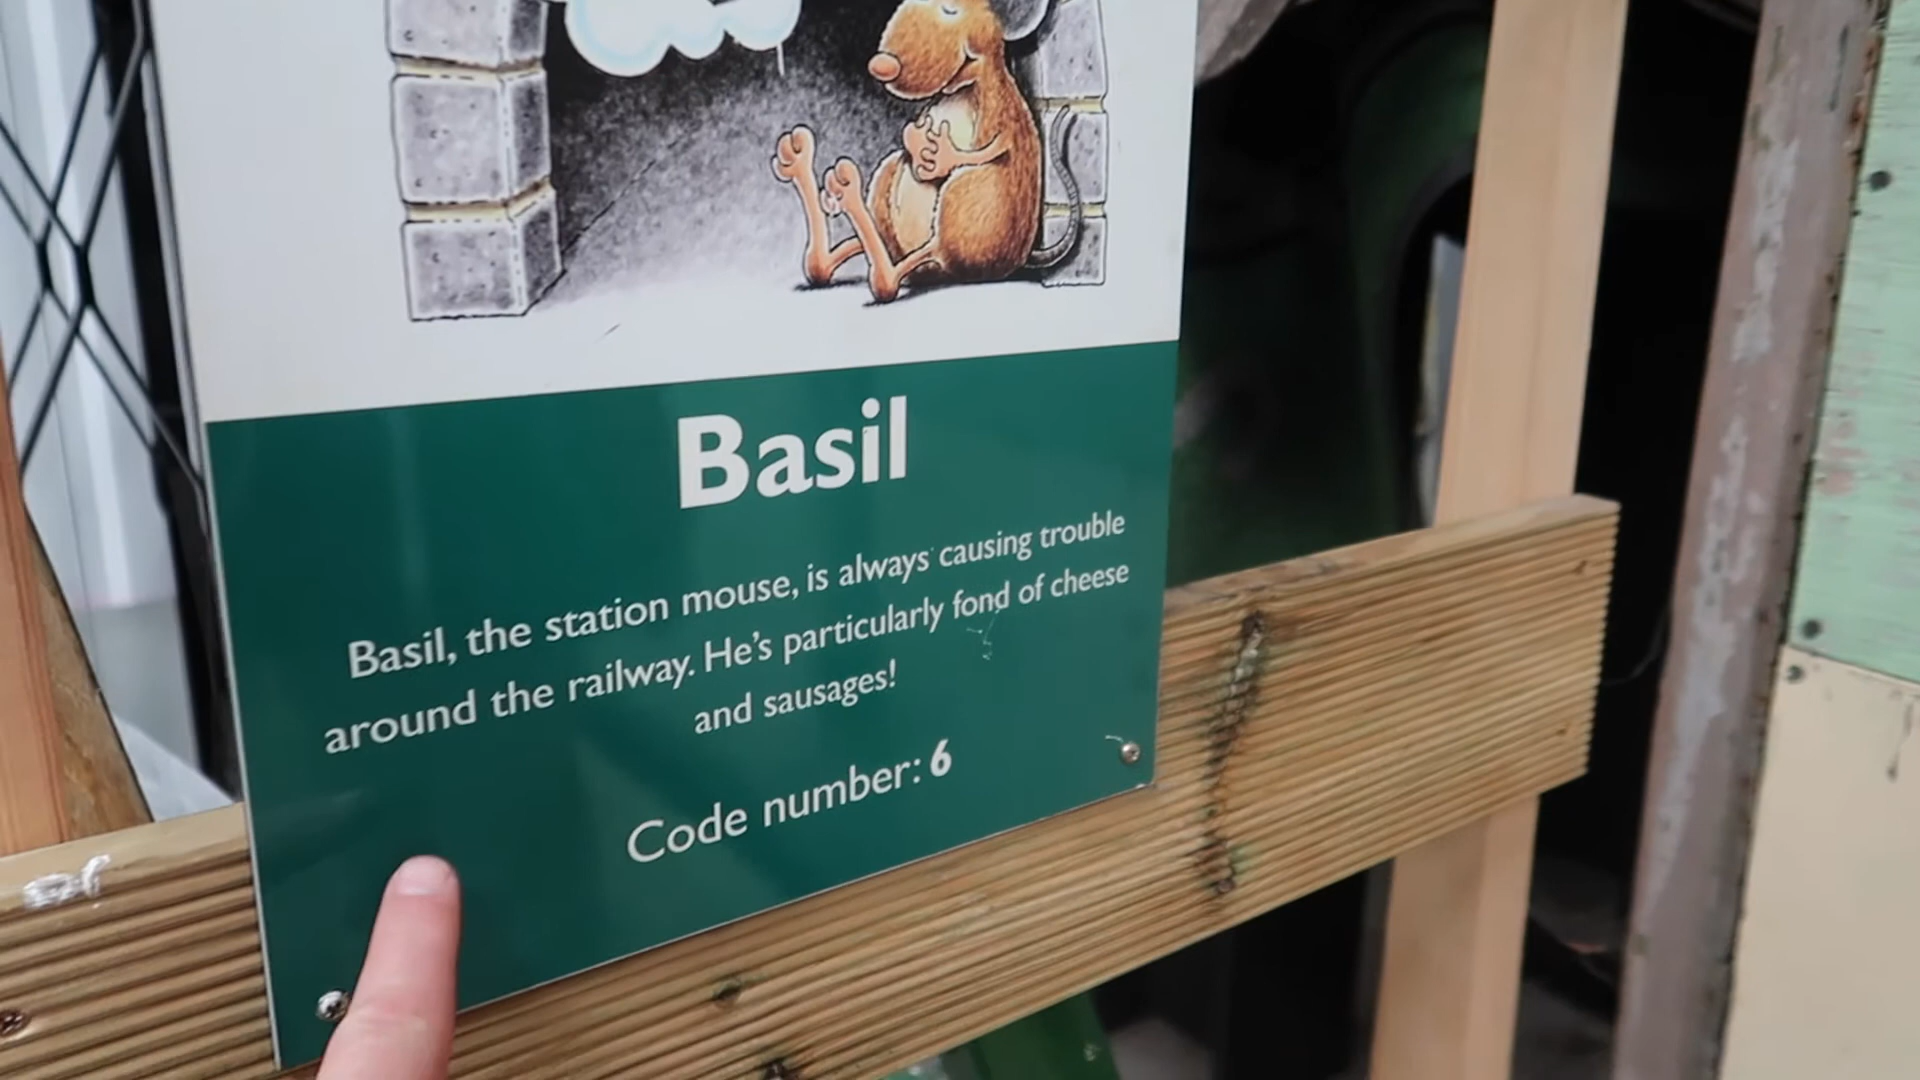 Basil
Basil, the station mouse, is always causing trouble
around the railway. He's particularly fond of cheese
and sausages!
Code number: 6